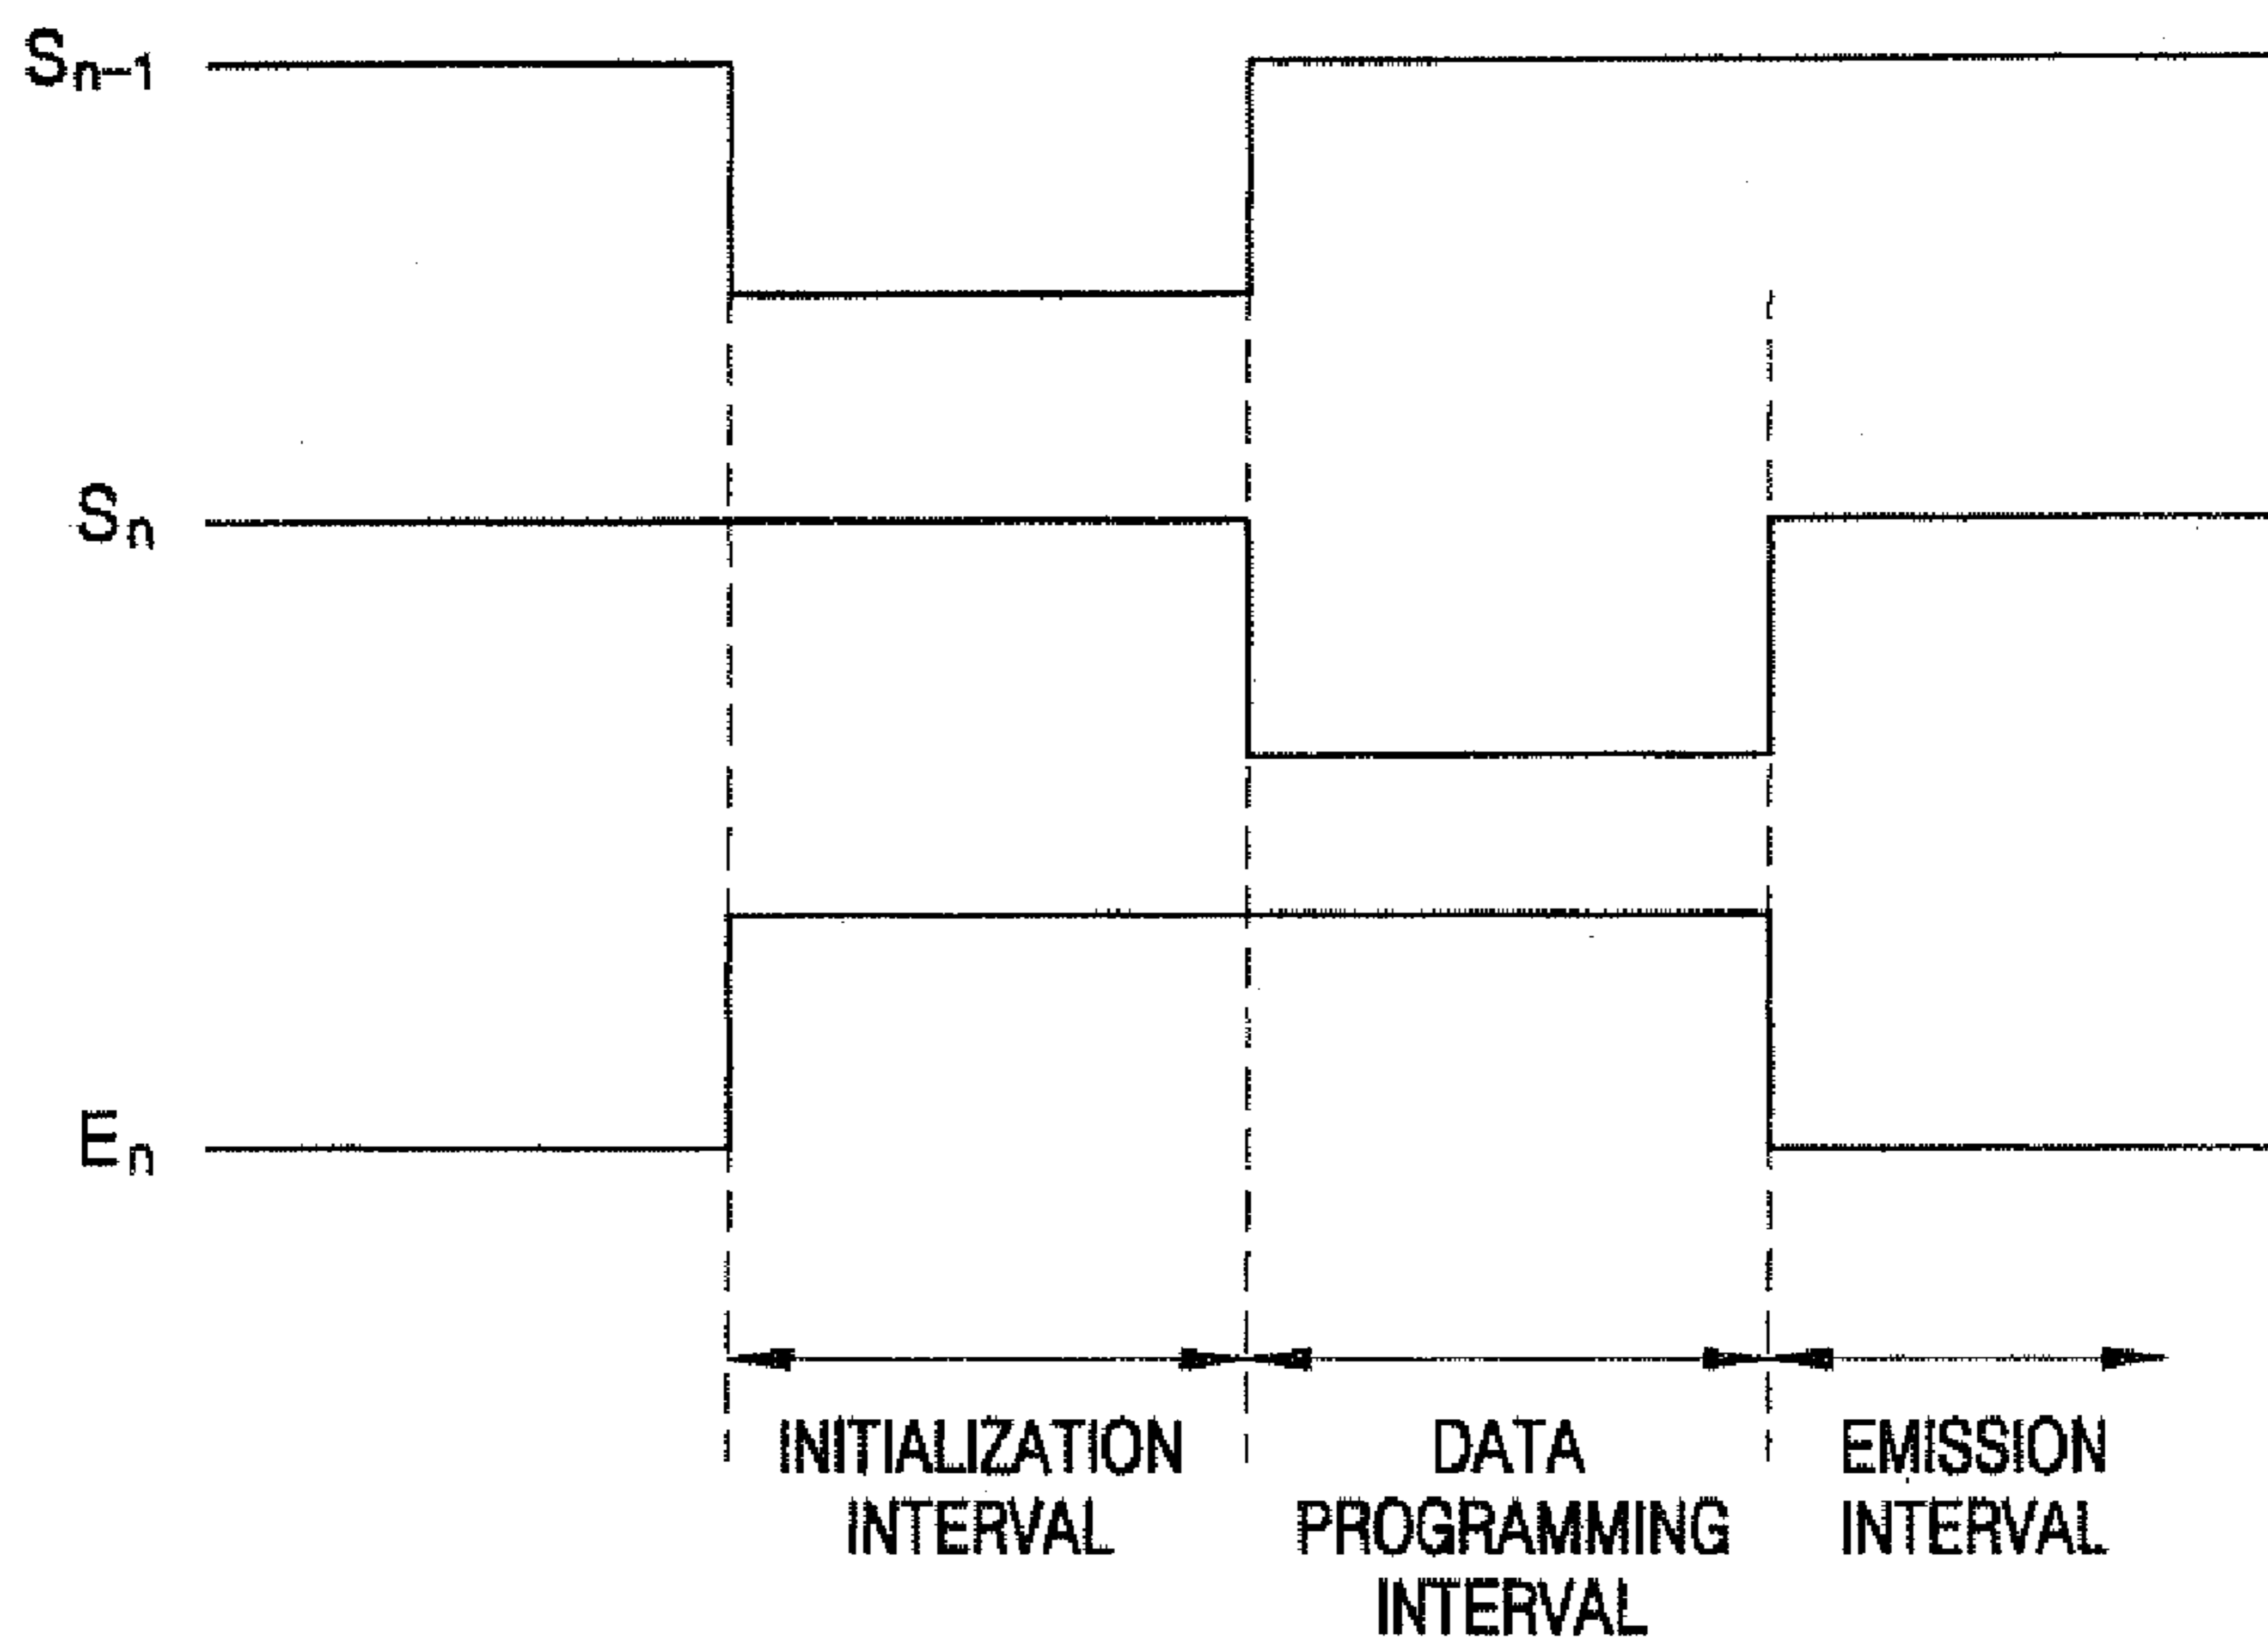 Sn-1
Sn
En
INITIALIZATION
INTERVAL
DATA
PROGRAMMING
INTERVAL
EMISSION
INTERVAL